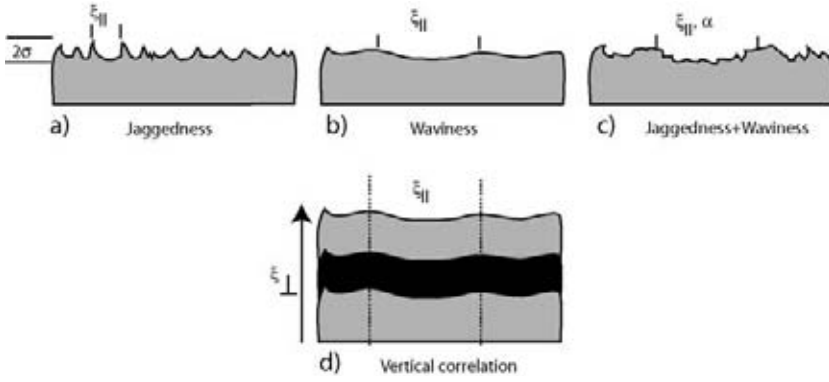 ξ||
ξ||
ξ||, α
2σ
a) Jaggedness
b) Waviness
c) Jaggedness+Waviness
ξ||
ξ⊥
d) Vertical correlation